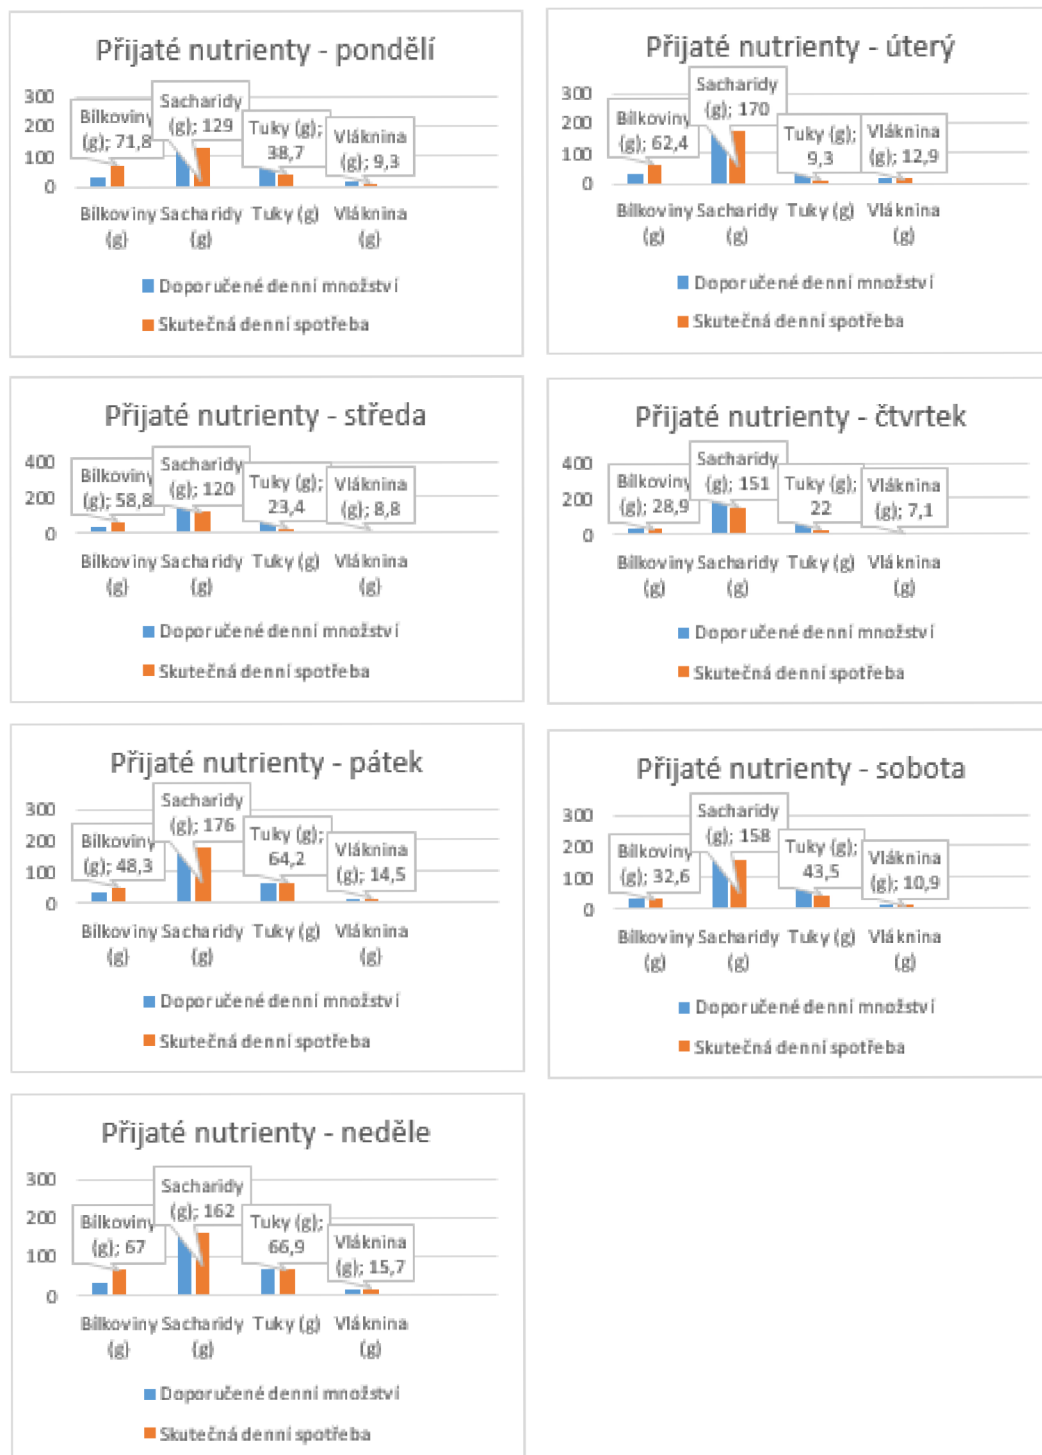 Přijaté nutrienty - pondělí
300
200
100
0
Bílkoviny
(g); 71,8
Sacharidy
(g); 129
Tuky (g);
38,7
Vláknina
(g); 9,3
Bílkoviny
(g)
Sacharidy
(g)
Tuky (g)
Vláknina
(g)
Doporučené denní množství
Skutečná denní spotřeba
Přijaté nutrienty - úterý
300
200
100
0
Bílkoviny
(g); 62,4
Sacharidy
(g); 170
Tuky (g);
9,3
Vláknina
(g); 12,9
Bílkoviny
(g)
Sacharidy
(g)
Tuky (g)
Vláknina
(g)
Doporučené denní množství
Skutečná denní spotřeba
Přijaté nutrienty - středa
400
200
0
Bílkoviny
(g); 58,8
Sacharidy
(g); 120
Tuky (g);
23,4
Vláknina
(g); 8,8
Bílkoviny
(g)
Sacharidy
(g)
Tuky (g)
Vláknina
(g)
Doporučené denní množství
Skutečná denní spotřeba
Přijaté nutrienty - čtvrtek
400
200
0
Bílkoviny
(g); 28,9
Sacharidy
(g); 151
Tuky (g);
22
Vláknina
(g); 7,1
Bílkoviny
(g)
Sacharidy
(g)
Tuky (g)
Vláknina
(g)
Doporučené denní množství
Skutečná denní spotřeba
Přijaté nutrienty - pátek
300
200
100
0
Bílkoviny
(g); 48,3
Sacharidy
(g); 176
Tuky (g);
64,2
Vláknina
(g); 14,5
Bílkoviny
(g)
Sacharidy
(g)
Tuky (g)
Vláknina
(g)
Doporučené denní množství
Skutečná denní spotřeba
Přijaté nutrienty - sobota
300
200
100
0
Bílkoviny
(g); 32,6
Sacharidy
(g); 158
Tuky (g);
43,5
Vláknina
(g); 10,9
Bílkoviny
(g)
Sacharidy
(g)
Tuky (g)
Vláknina
(g)
Doporučené denní množství
Skutečná denní spotřeba
Přijaté nutrienty - neděle
300
200
100
0
Bílkoviny
(g); 67
Sacharidy
(g); 162
Tuky (g);
66,9
Vláknina
(g); 15,7
Bílkoviny
(g)
Sacharidy
(g)
Tuky (g)
Vláknina
(g)
Doporučené denní množství
Skutečná denní spotřeba